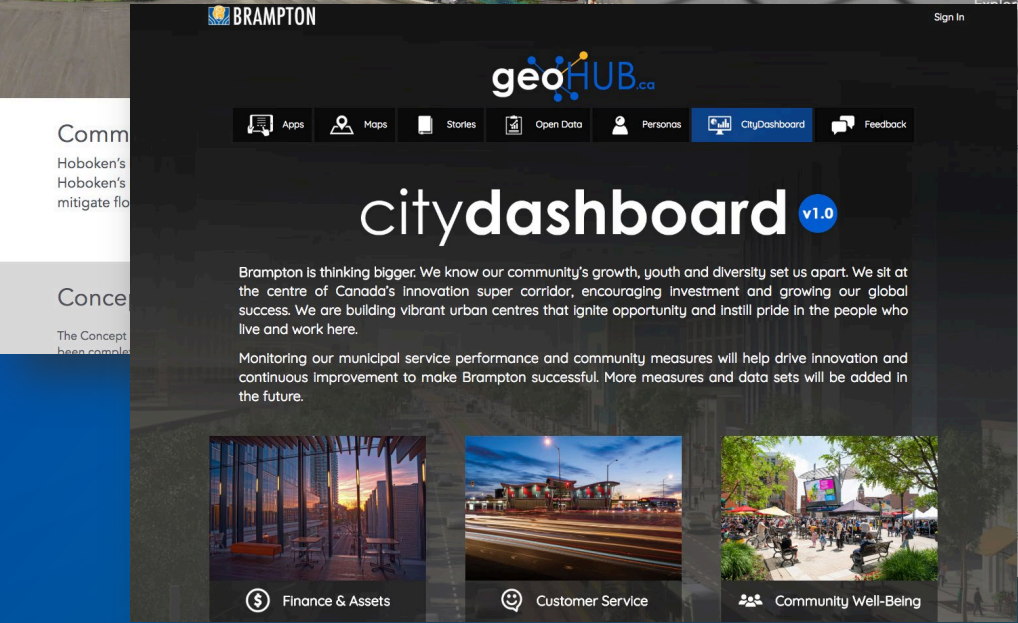 Explor
BRAMPTON
Sign In
geoHUB.ca
Apps
Maps
Stories
Open Data
Personas
CityDashboard
Feedback
citydashboard v1.0
Brampton is thinking bigger. We know our community's growth, youth and diversity set us apart. We sit at
the centre of Canada's innovation super corridor, encouraging investment and growing our global
success. We are building vibrant urban centres that ignite opportunity and instill pride in the people who
live and work here.
Monitoring our municipal service performance and community measures will help drive innovation and
continuous improvement to make Brampton successful. More measures and data sets will be added in
the future.
Finance & Assets
Customer Service
Community Well-Being
Comm
Hoboken's
Hoboken's
mitigate flo
Conce
The Concept
been comple